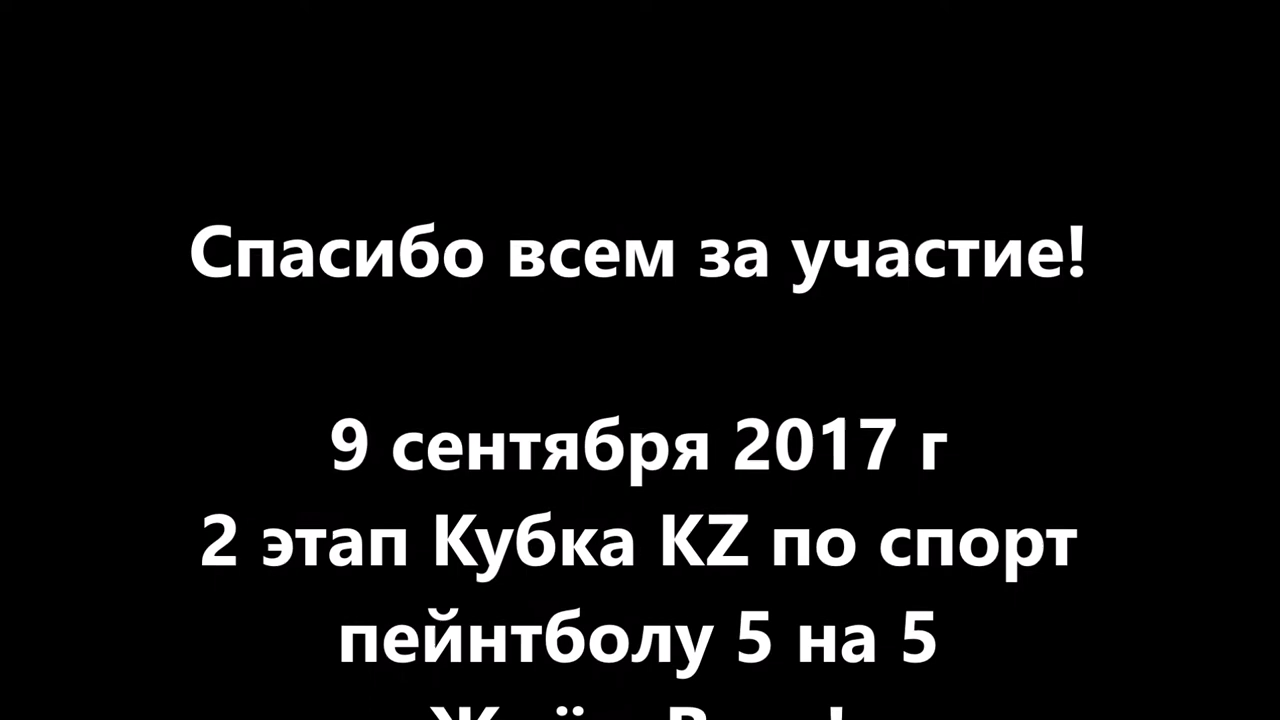 Спасибо всем за участие!
9 сентября 2017 г
2 этап Кубка KZ по спорт
пейнтболу 5 на 5